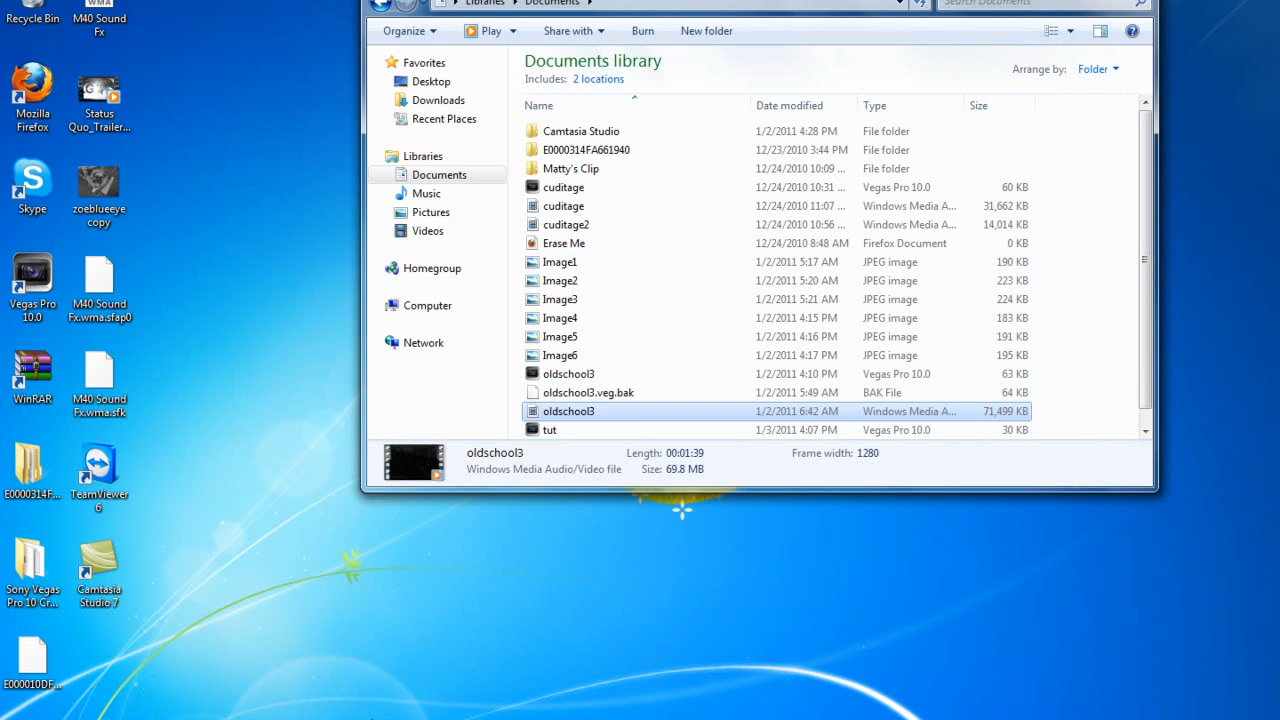 Recycle Bin
M40 Sound
Fx
Mozilla
Firefox
Status
Quo_Trailer...
Skype
zoeblueeye
copy
Vegas Pro
10.0
M40 Sound
Fx.wma.sfap0
WinRAR
M40 Sound
Fx.wma.sfk
E0000314F...
TeamViewer
6
Sony Vegas
Pro 10 Cr...
Camtasia
Studio 7
E000010DF...
Libraries
Documents
Search Documents
Organize
Play
Share with
Burn
New folder
Favorites
Desktop
Downloads
Recent Places
Libraries
Documents
Music
Pictures
Videos
Homegroup
Computer
Network
Documents library
Includes: 2 locations
Arrange by: Folder
Name Date modified Type Size
Camtasia Studio 1/2/2011 4:28 PM File folder
E0000314FA661940 12/23/2010 3:44 PM File folder
Matty's Clip 12/24/2010 10:09 ... File folder
cuditage 12/24/2010 10:31 ... Vegas Pro 10.0 60 KB
cuditage 12/24/2010 11:07 ... Windows Media A... 31,662 KB
cuditage2 12/24/2010 10:56 ... Windows Media A... 14,014 KB
Erase Me 12/24/2010 8:48 AM Firefox Document 0 KB
Image1 1/2/2011 5:17 AM JPEG image 190 KB
Image2 1/2/2011 5:20 AM JPEG image 223 KB
Image3 1/2/2011 5:21 AM JPEG image 224 KB
Image4 1/2/2011 4:15 PM JPEG image 183 KB
Image5 1/2/2011 4:16 PM JPEG image 191 KB
Image6 1/2/2011 4:17 PM JPEG image 195 KB
oldschool3 1/2/2011 4:10 PM Vegas Pro 10.0 63 KB
oldschool3.veg.bak 1/2/2011 5:49 AM BAK File 64 KB
oldschool3 1/2/2011 6:42 AM Windows Media A... 71,499 KB
tut 1/3/2011 4:07 PM Vegas Pro 10.0 30 KB
oldschool3 Length: 00:01:39 Frame width: 1280
Windows Media Audio/Video file Size: 69.8 MB